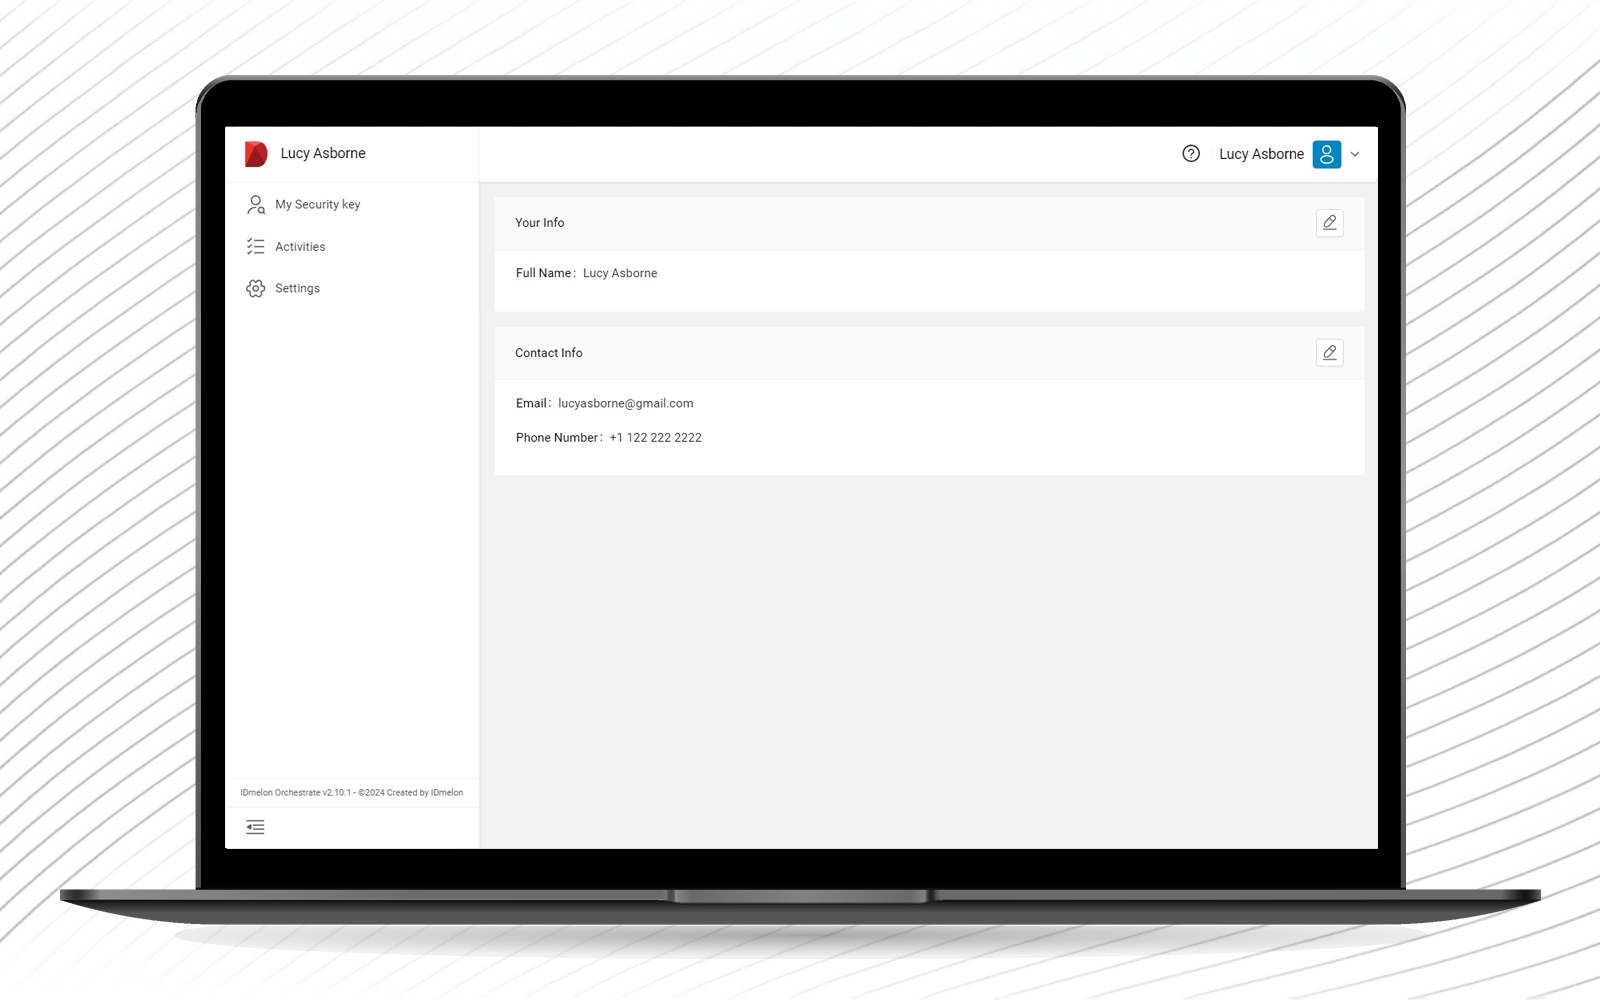 Lucy Asborne
Lucy Asborne
My Security key
Activities
Settings
Your Info
Full Name : Lucy Asborne
Contact Info
Email : lucyasborne@gmail.com
Phone Number : +1 122 222 2222
IDmelon Orchestrate v2.10.1 - ©2024 Created by IDmelon